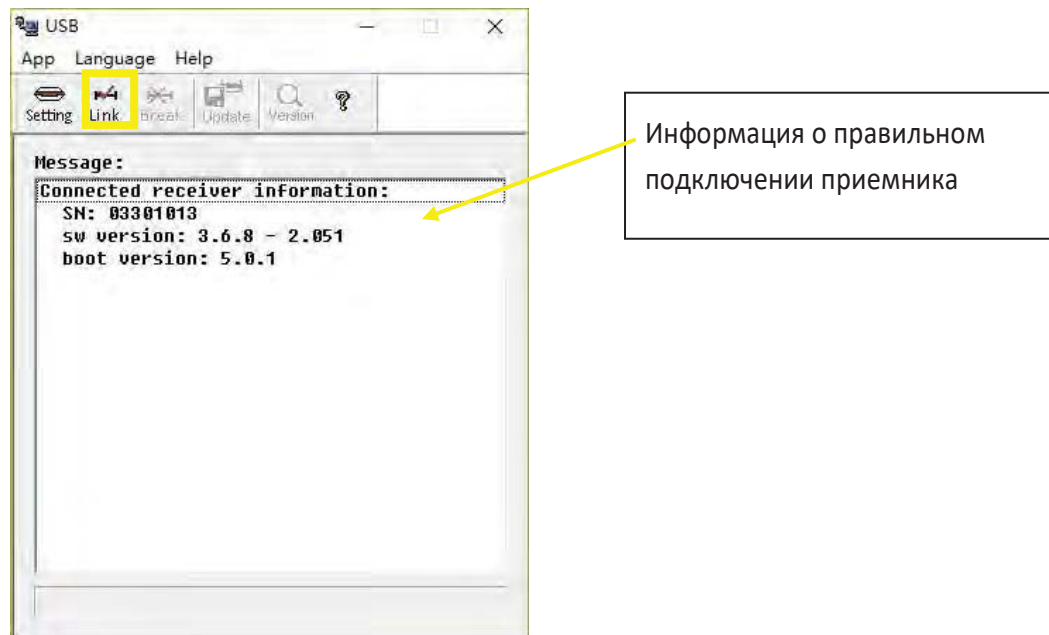 USB
App Language Help
Setting Link Break Update Version ?
Message:
Connected receiver information:
SN: 03301013
sw version: 3.6.8 - 2.051
boot version: 5.0.1
Информация о правильном
подключении приемника